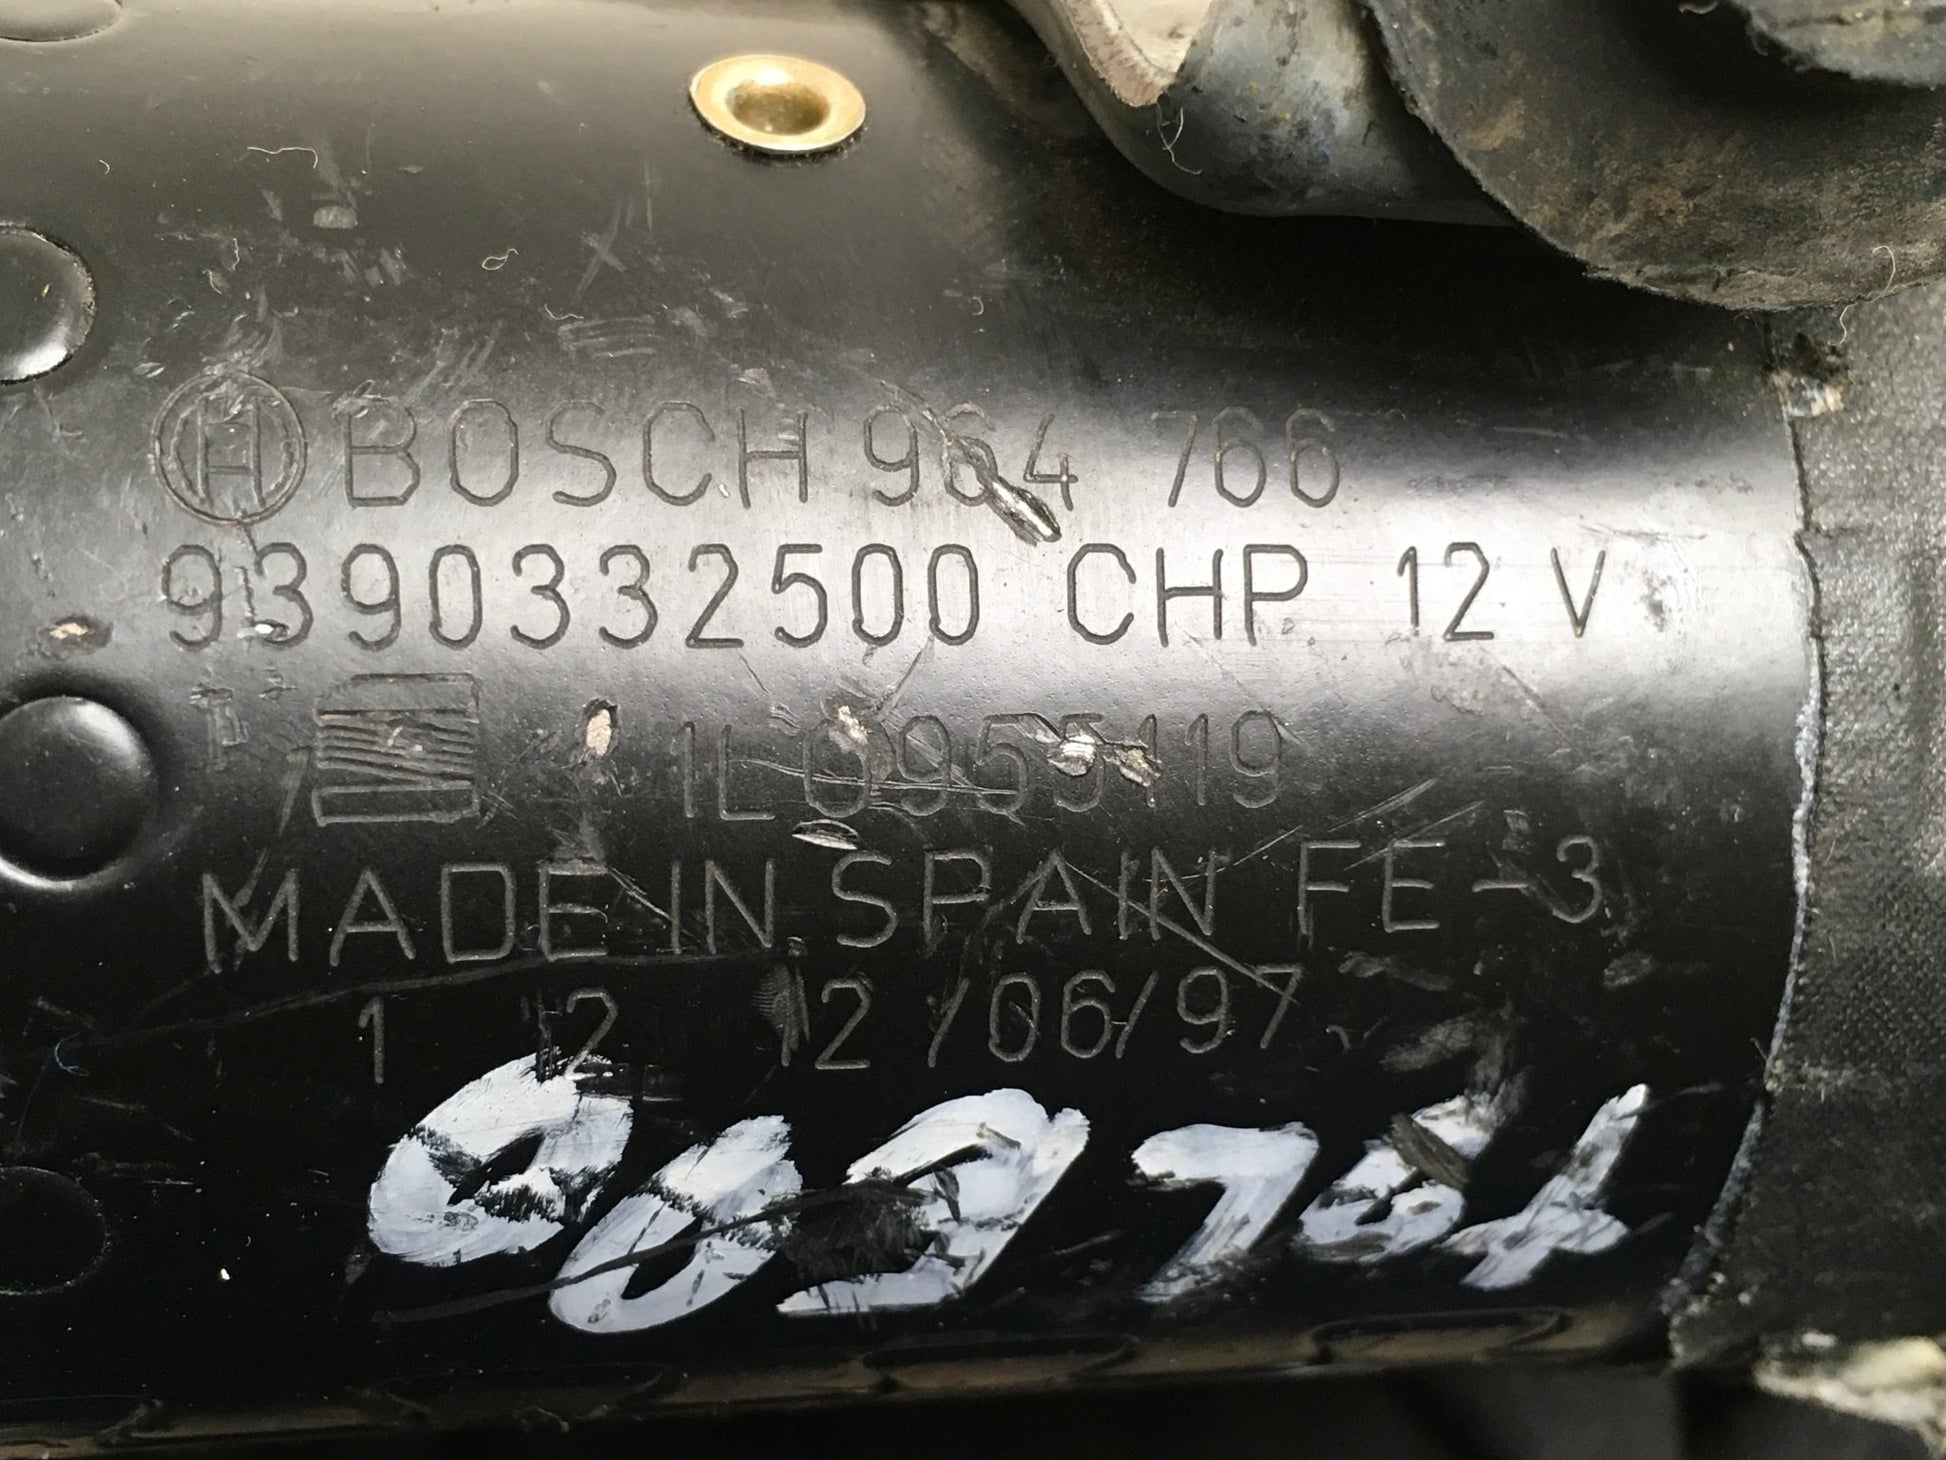 BOSCH 964 766
9390332500 CHP 12 V
1L0955119
MADE IN SPAIN FE-3
1 12 12/06/97